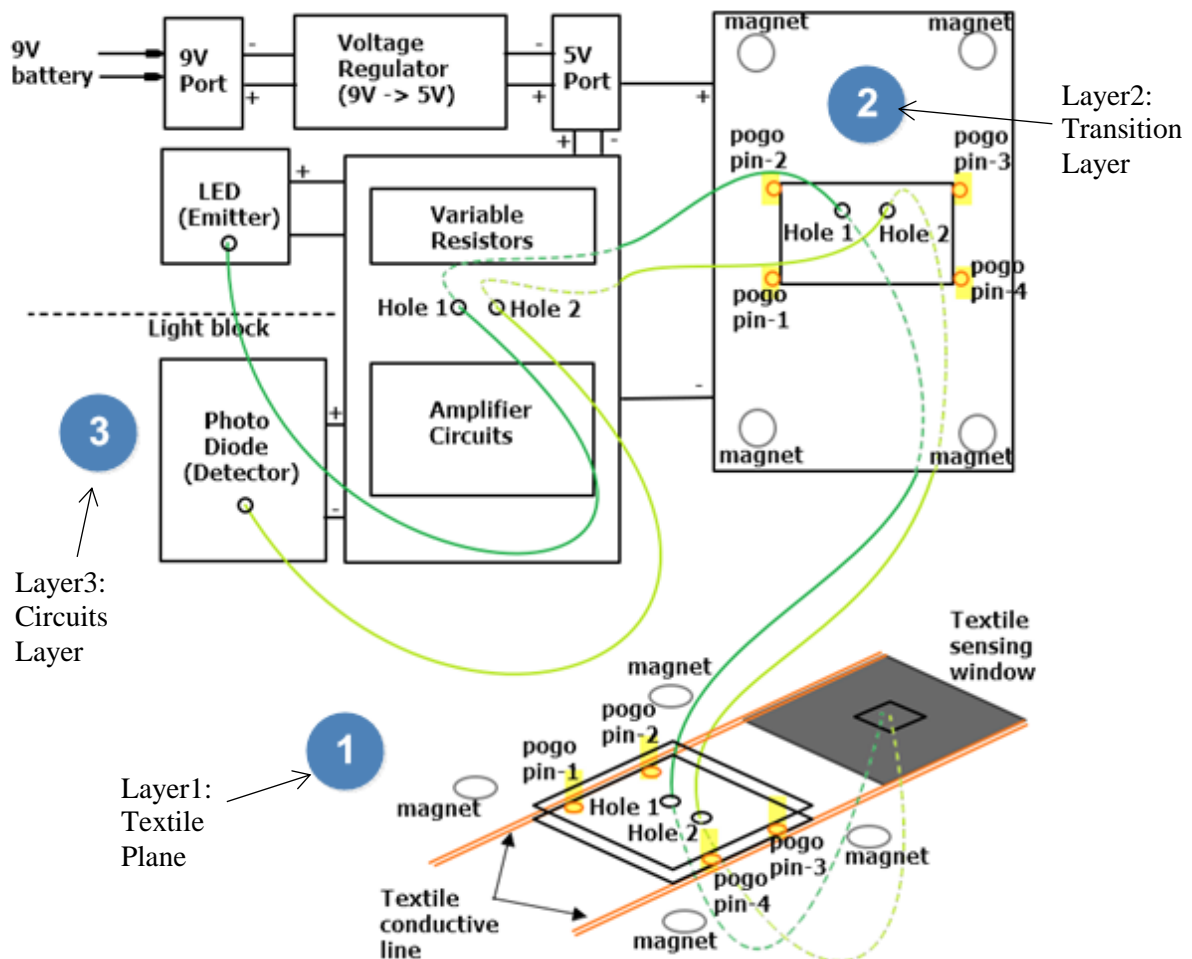 9V
battery
9V
Port
-
+
Voltage
Regulator
(9V -> 5V)
-
+
5V
Port
+
-
+
-
LED
(Emitter)
+
-
Variable
Resistors
Hole 1
Hole 2
Light block
Photo
Diode
(Detector)
+
-
Amplifier
Circuits
3
Layer3:
Circuits
Layer
magnet
magnet
2
Layer2:
Transition
Layer
pogo
pin-2
pogo
pin-3
Hole 1
Hole 2
pogo
pin-1
pogo
pin-4
magnet
magnet
1
Layer1:
Textile
Plane
Textile
sensing
window
magnet
pogo
pin-2
pogo
pin-1
magnet
Hole 1
Hole 2
pogo
pin-3
magnet
pogo
pin-4
Textile
conductive
line
magnet